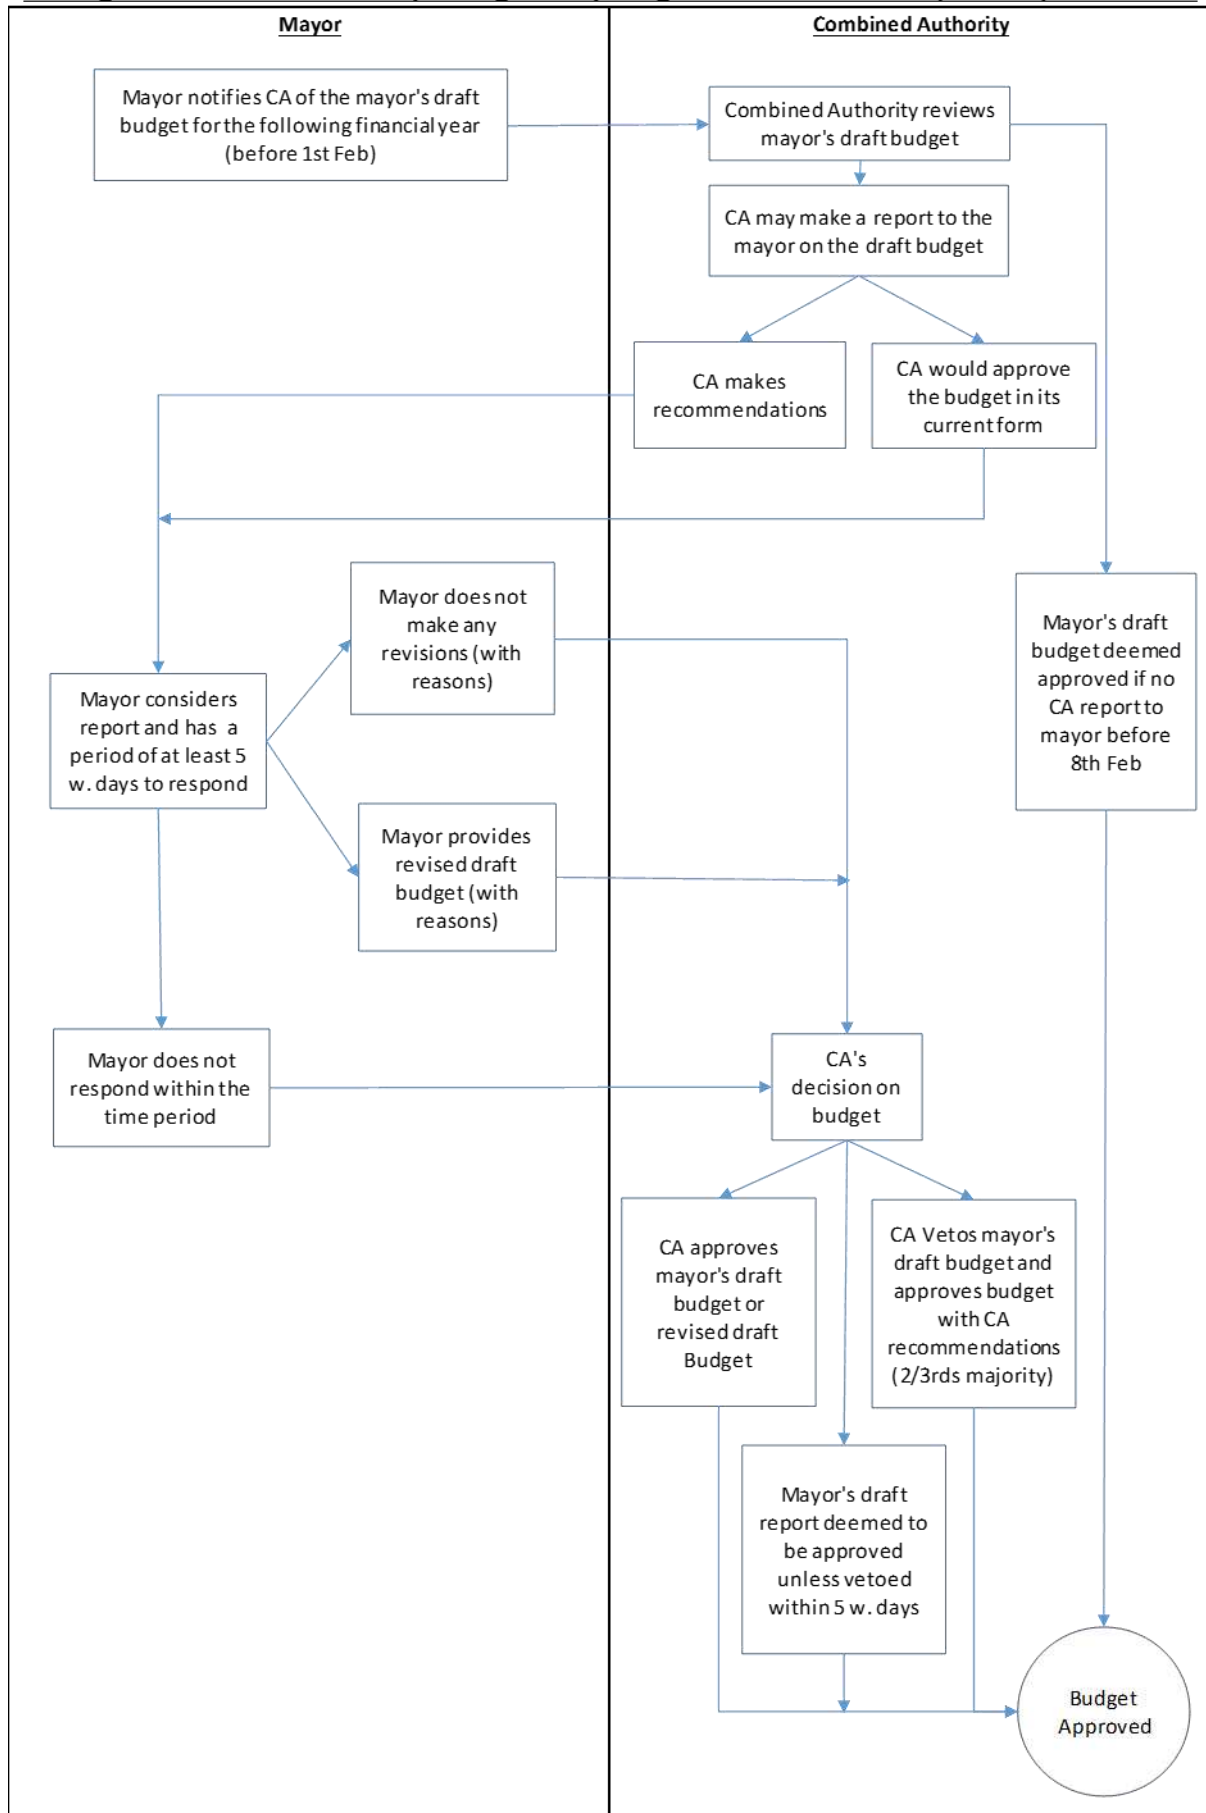 Mayor
Combined Authority
Mayor notifies CA of the mayor's draft
budget for the following financial year
(before 1st Feb)
Combined Authority reviews
mayor's draft budget
CA may make a report to the
mayor on the draft budget
CA makes
recommendations
CA would approve
the budget in its
current form
Mayor does not
make any
revisions (with
reasons)
Mayor's draft
budget deemed
approved if no
CA report to
mayor before
8th Feb
Mayor considers
report and has a
period of at least 5
w. days to respond
Mayor provides
revised draft
budget (with
reasons)
Mayor does not
respond within the
time period
CA's
decision on
budget
CA approves
mayor's draft
budget or
revised draft
Budget
CA Vetos mayor's
draft budget and
approves budget
with CA
recommendations
(2/3rds majority)
Mayor's draft
report deemed to
be approved
unless vetoed
within 5 w. days
Budget
Approved